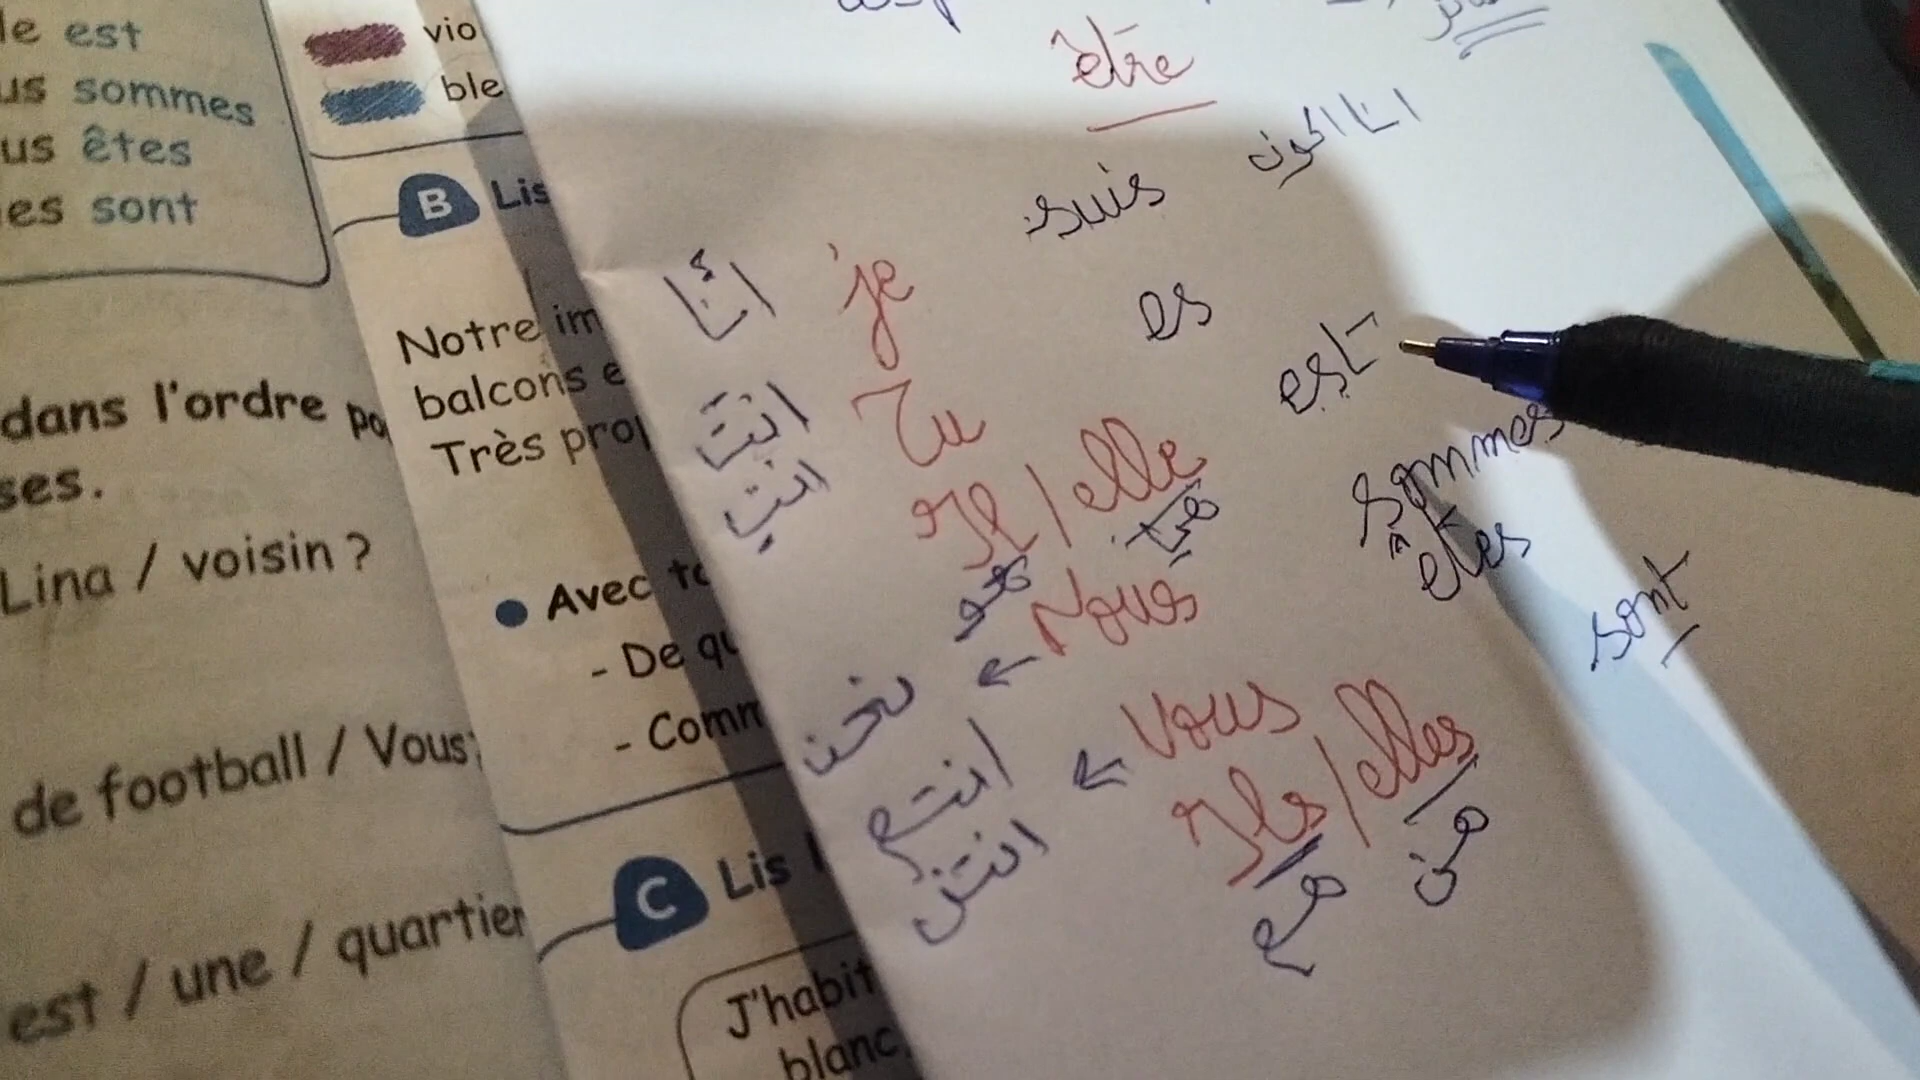 le est
us sommes
us êtes
es sont
dans l'ordre
ses.
Lina / voisin ?
de football / Vous
est / une / quartier
vio
ble
B Lis
Notre im
balcons e
Très prop
Avec to
- De qu
- Comm
C Lis l
J'habit
blanc
être
suis انا اكون
أنا je es
انتَ Tu est
انتِ Il / elle sommes
هو هي êtes
نحن ← Nous sont
انتم ← Vous
انتن Ils / elles
هم هن